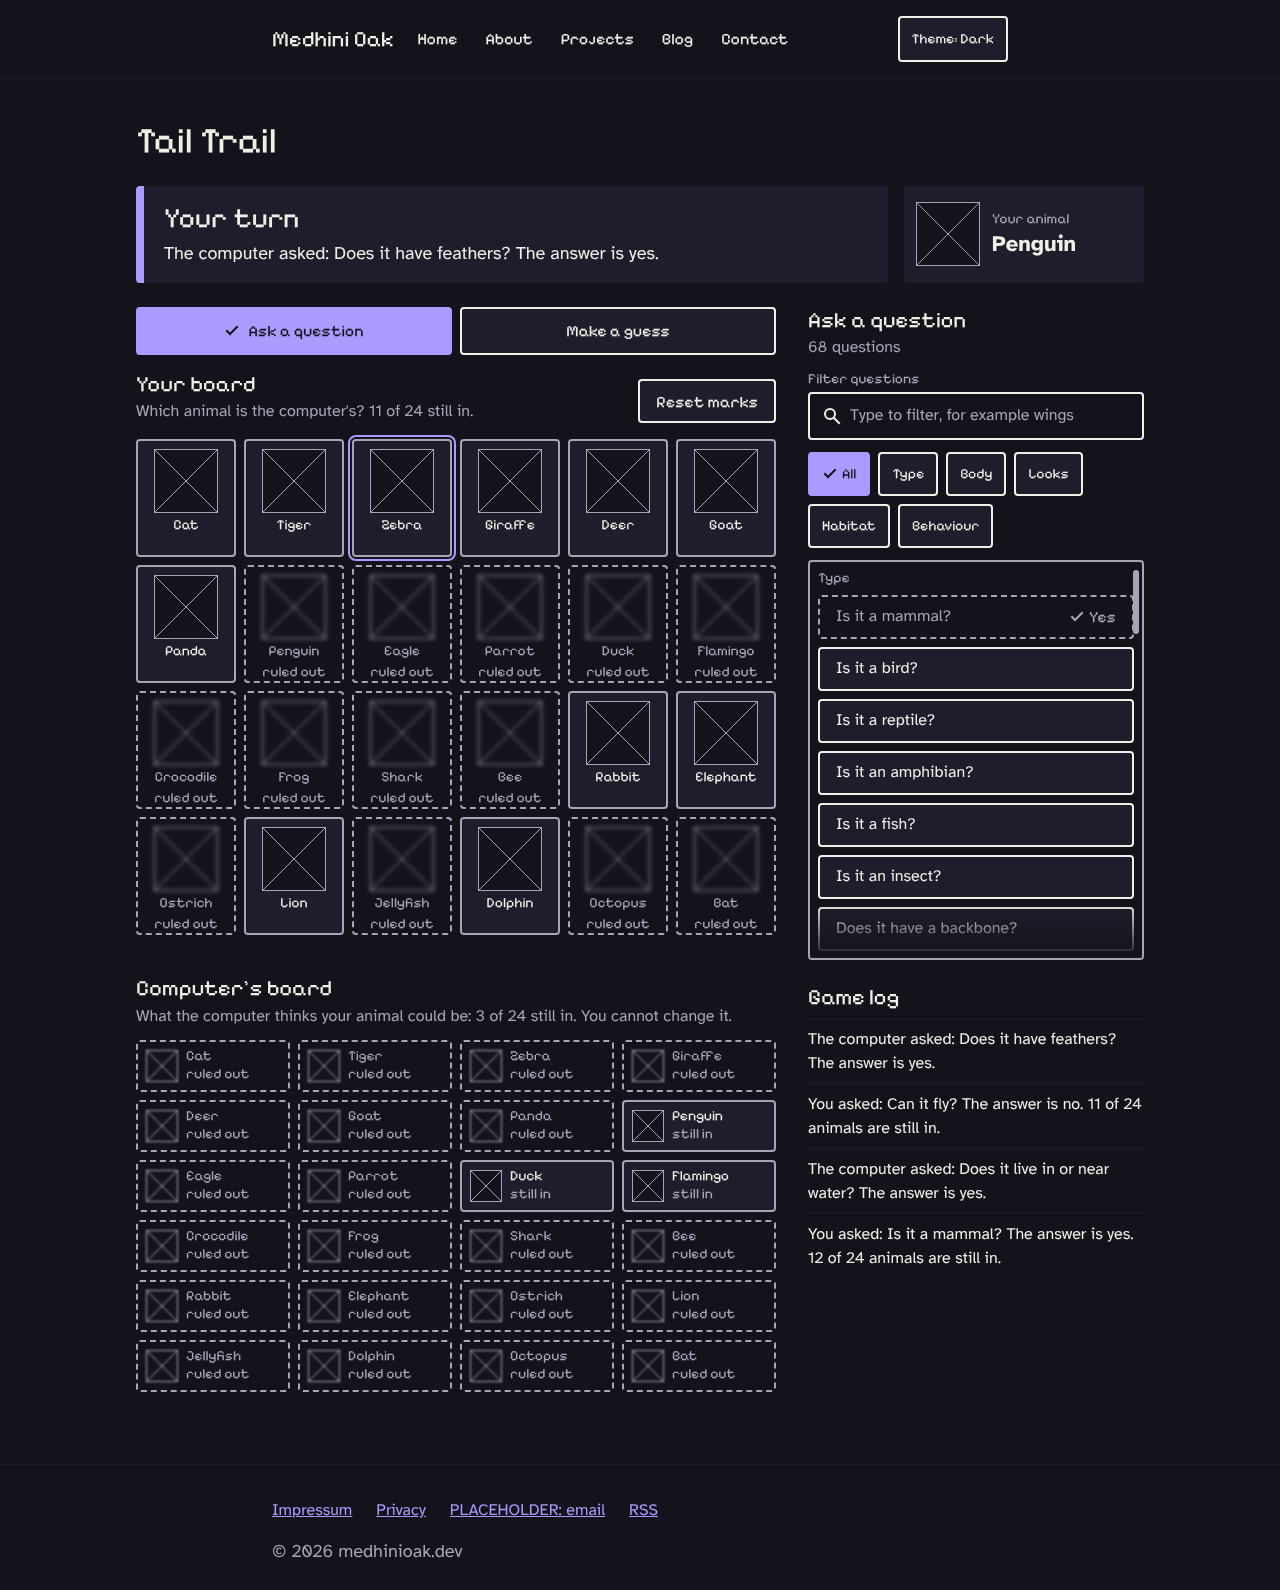 Medhini Oak Home About Projects Blog Contact Theme: Dark
Tail Trail
Your turn
The computer asked: Does it have feathers? The answer is yes.
Your animal
Penguin
Ask a question
Make a guess
Your board
Which animal is the computer's? 11 of 24 still in.
Reset marks
Cat Tiger Zebra Giraffe Deer Goat
Panda Penguin Eagle Parrot Duck Flamingo
ruled out ruled out ruled out ruled out ruled out
Crocodile Frog Shark Bee Rabbit Elephant
ruled out ruled out ruled out ruled out
Ostrich Lion Jellyfish Dolphin Octopus Bat
ruled out ruled out ruled out ruled out
Computer's board
What the computer thinks your animal could be: 3 of 24 still in. You cannot change it.
Cat Tiger Zebra Giraffe
ruled out ruled out ruled out ruled out
Deer Goat Panda Penguin
ruled out ruled out ruled out still in
Eagle Parrot Duck Flamingo
ruled out ruled out still in still in
Crocodile Frog Shark Bee
ruled out ruled out ruled out ruled out
Rabbit Elephant Ostrich Lion
ruled out ruled out ruled out ruled out
Jellyfish Dolphin Octopus Bat
ruled out ruled out ruled out ruled out
Ask a question
68 questions
Filter questions
Type to filter, for example wings
All Type Body Looks
Habitat Behaviour
Type
Is it a mammal? Yes
Is it a bird?
Is it a reptile?
Is it an amphibian?
Is it a fish?
Is it an insect?
Does it have a backbone?
Game log
The computer asked: Does it have feathers?
The answer is yes.
You asked: Can it fly? The answer is no. 11 of 24
animals are still in.
The computer asked: Does it live in or near
water? The answer is yes.
You asked: Is it a mammal? The answer is yes.
12 of 24 animals are still in.
Impressum Privacy PLACEHOLDER: email RSS
© 2026 medhinioak.dev